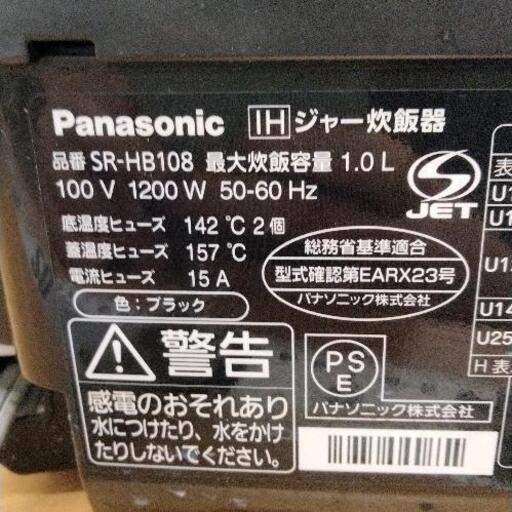 Panasonic IH ジャー炊飯器
品番 SR-HB108 最大炊飯容量 1.0 L
100 V 1200 W 50-60 Hz
底温度ヒューズ 142 ℃ 2 個
蓋温度ヒューズ 157 ℃
電流ヒューズ 15 A
色：ブラック
S
JET
総務省基準適合
型式確認第EARX23号
パナソニック株式会社
警告
感電のおそれあり
水につけたり、水をかけ
たりしないでください。
PS
E
パナソニック株式会社
表
U1
U14
U25
H 表